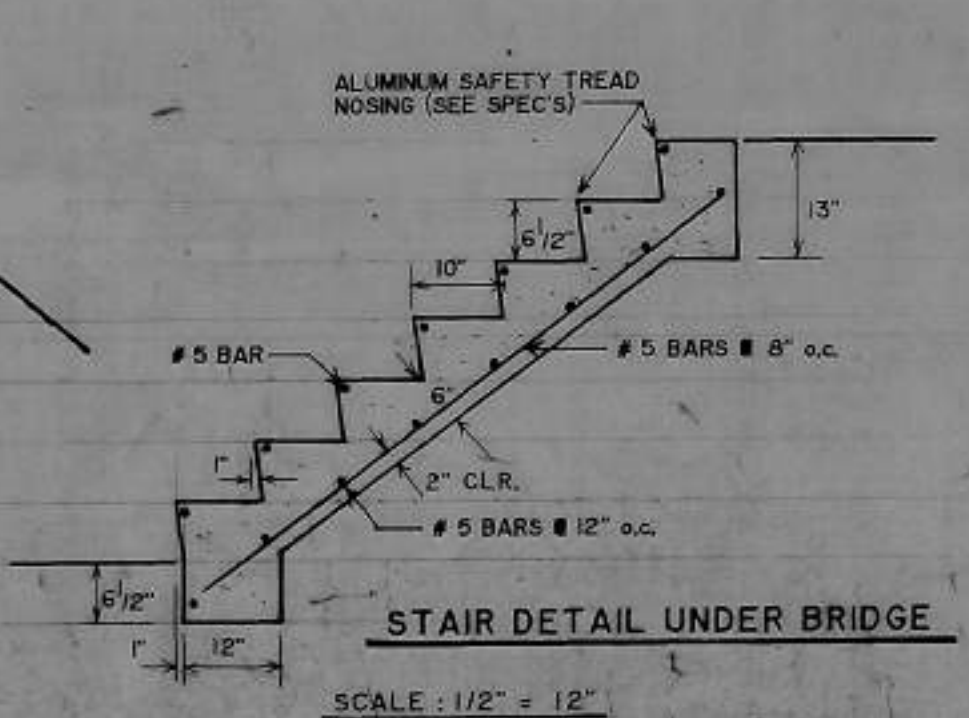 ALUMINUM SAFETY TREAD
NOSING (SEE SPEC'S)
13"
6 1/2"
10"
# 5 BAR
# 5 BARS @ 8" o.c.
6"
1"
2" CLR.
# 5 BARS @ 12" o.c.
6 1/2"
1"
12"
STAIR DETAIL UNDER BRIDGE
SCALE : 1/2" = 12"